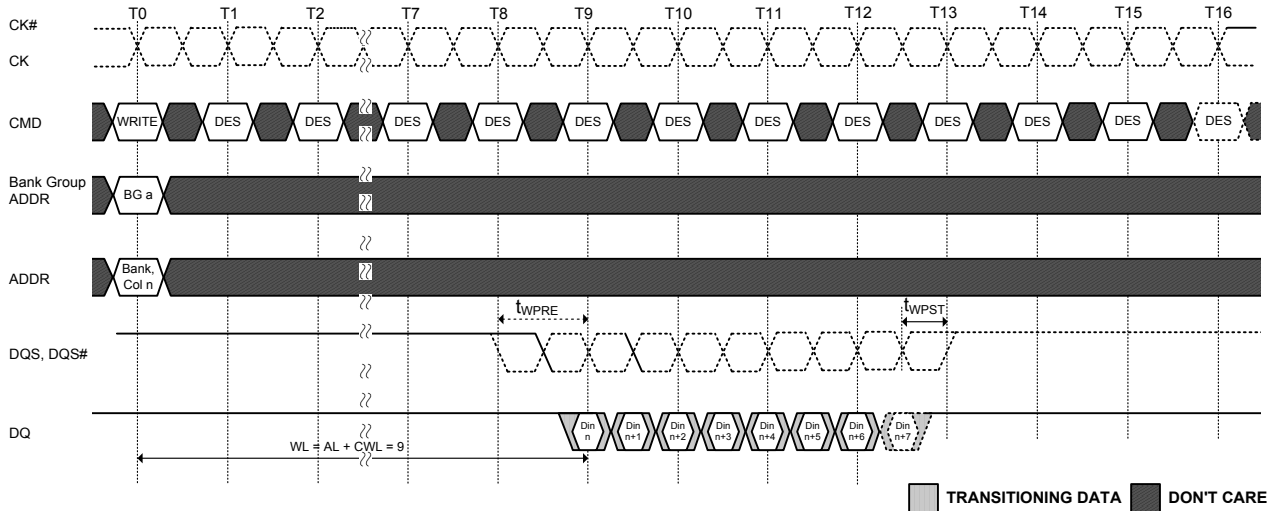 T0 T1 T2 T7 T8 T9 T10 T11 T12 T13 T14 T15 T16
CK#
CK
CMD
WRITE DES DES DES DES DES DES DES DES DES DES DES DES
Bank Group
ADDR
BG a
ADDR
Bank,
Col n
tWPRE
tWPST
DQS, DQS#
DQ
Din
n
Din
n+1
Din
n+2
Din
n+3
Din
n+4
Din
n+5
Din
n+6
Din
n+7
WL = AL + CWL = 9
TRANSITIONING DATA
DON'T CARE